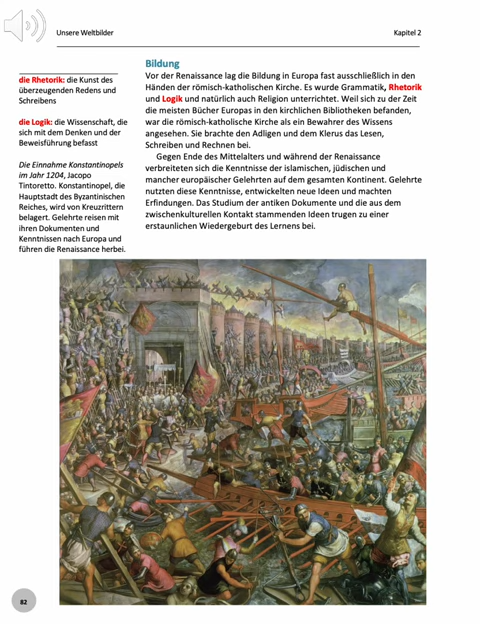 Unsere Weltbilder
Kapitel 2
die Rhetorik: die Kunst des
überzeugenden Redens und
Schreibens
die Logik: die Wissenschaft, die
sich mit dem Denken und der
Beweisführung befasst
Die Einnahme Konstantinopels
im Jahr 1204, Jacopo
Tintoretto. Konstantinopel, die
Hauptstadt des Byzantinischen
Reiches, wird von Kreuzrittern
belagert. Gelehrte reisen mit
ihren Dokumenten und
Kenntnissen nach Europa und
führen die Renaissance herbei.
Bildung
Vor der Renaissance lag die Bildung in Europa fast ausschließlich in den
Händen der römisch-katholischen Kirche. Es wurde Grammatik, Rhetorik
und Logik und natürlich auch Religion unterrichtet. Weil sich zu der Zeit
die meisten Bücher Europas in den kirchlichen Bibliotheken befanden,
war die römisch-katholische Kirche als ein Bewahrer des Wissens
angesehen. Sie brachte den Adligen und dem Klerus das Lesen,
Schreiben und Rechnen bei.
Gegen Ende des Mittelalters und während der Renaissance
verbreiteten sich die Kenntnisse der islamischen, jüdischen und
mancher europäischer Gelehrten auf dem gesamten Kontinent. Gelehrte
nutzten diese Kenntnisse, entwickelten neue Ideen und machten
Erfindungen. Das Studium der antiken Dokumente und die aus dem
zwischenkulturellen Kontakt stammenden Ideen trugen zu einer
erstaunlichen Wiedergeburt des Lernens bei.
82